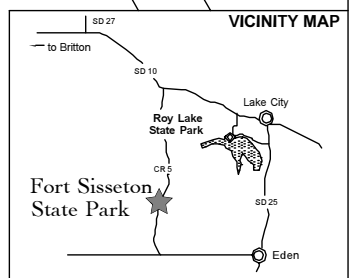 VICINITY MAP
SD 27
to Britton
SD 10
Lake City
Roy Lake
State Park
CR 5
Fort Sisseton
State Park
SD 25
Eden